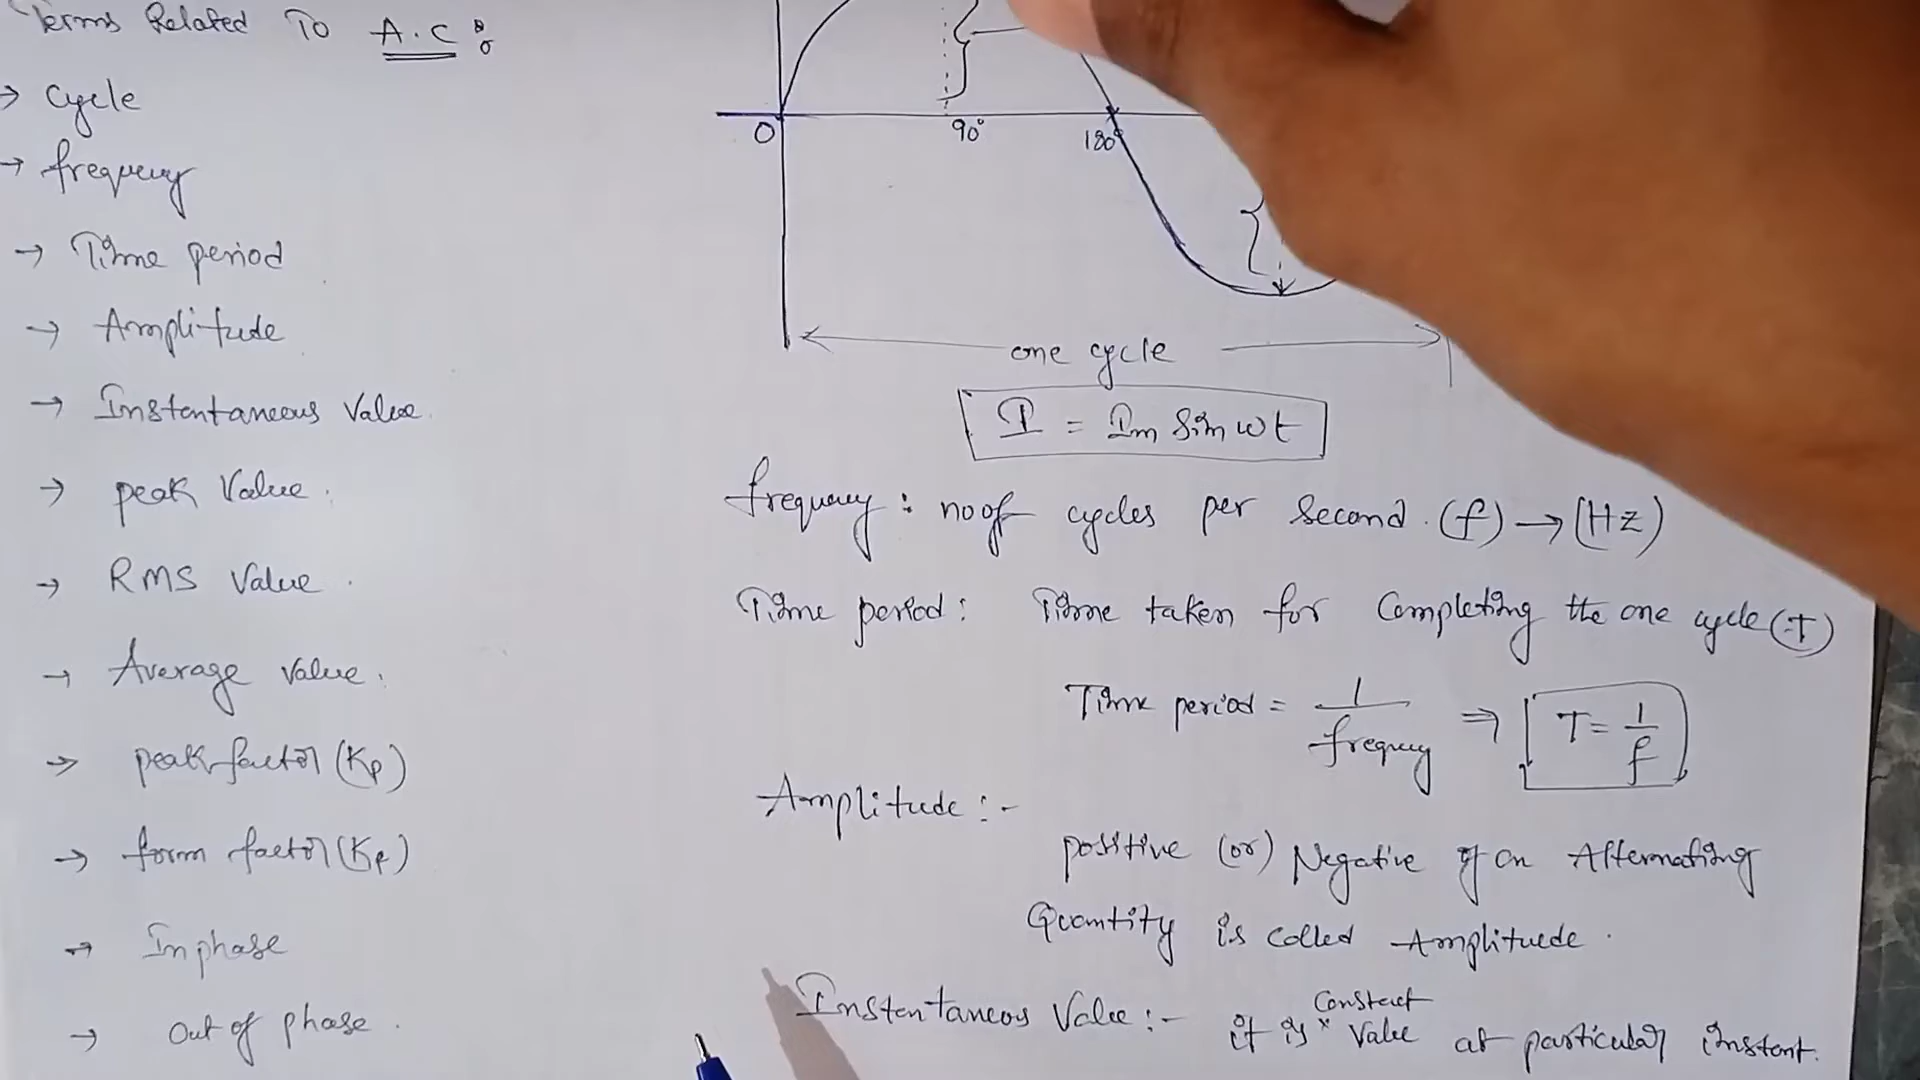 Terms Related To A.C :
→ Cycle
→ frequency
→ Time period
→ Amplitude
→ Instentaneous Value.
→ peak Value.
→ RMS Value.
→ Average Value.
→ peak factor (Kp)
→ form factor (Kf)
→ Inphase
→ Out of phase.
0 90° 180°
one cycle
I = Im Sin wt
frequency : no of cycles per Second. (f) → (Hz)
Time period : Time taken for Completing the one cycle (T)
Time period = 1/frequency ⇒ T = 1/f
Amplitude :-
positive (or) Negative of an Alternating
Quantity is called Amplitude.
Instentaneous Value :- it is constant Value at particular instant.